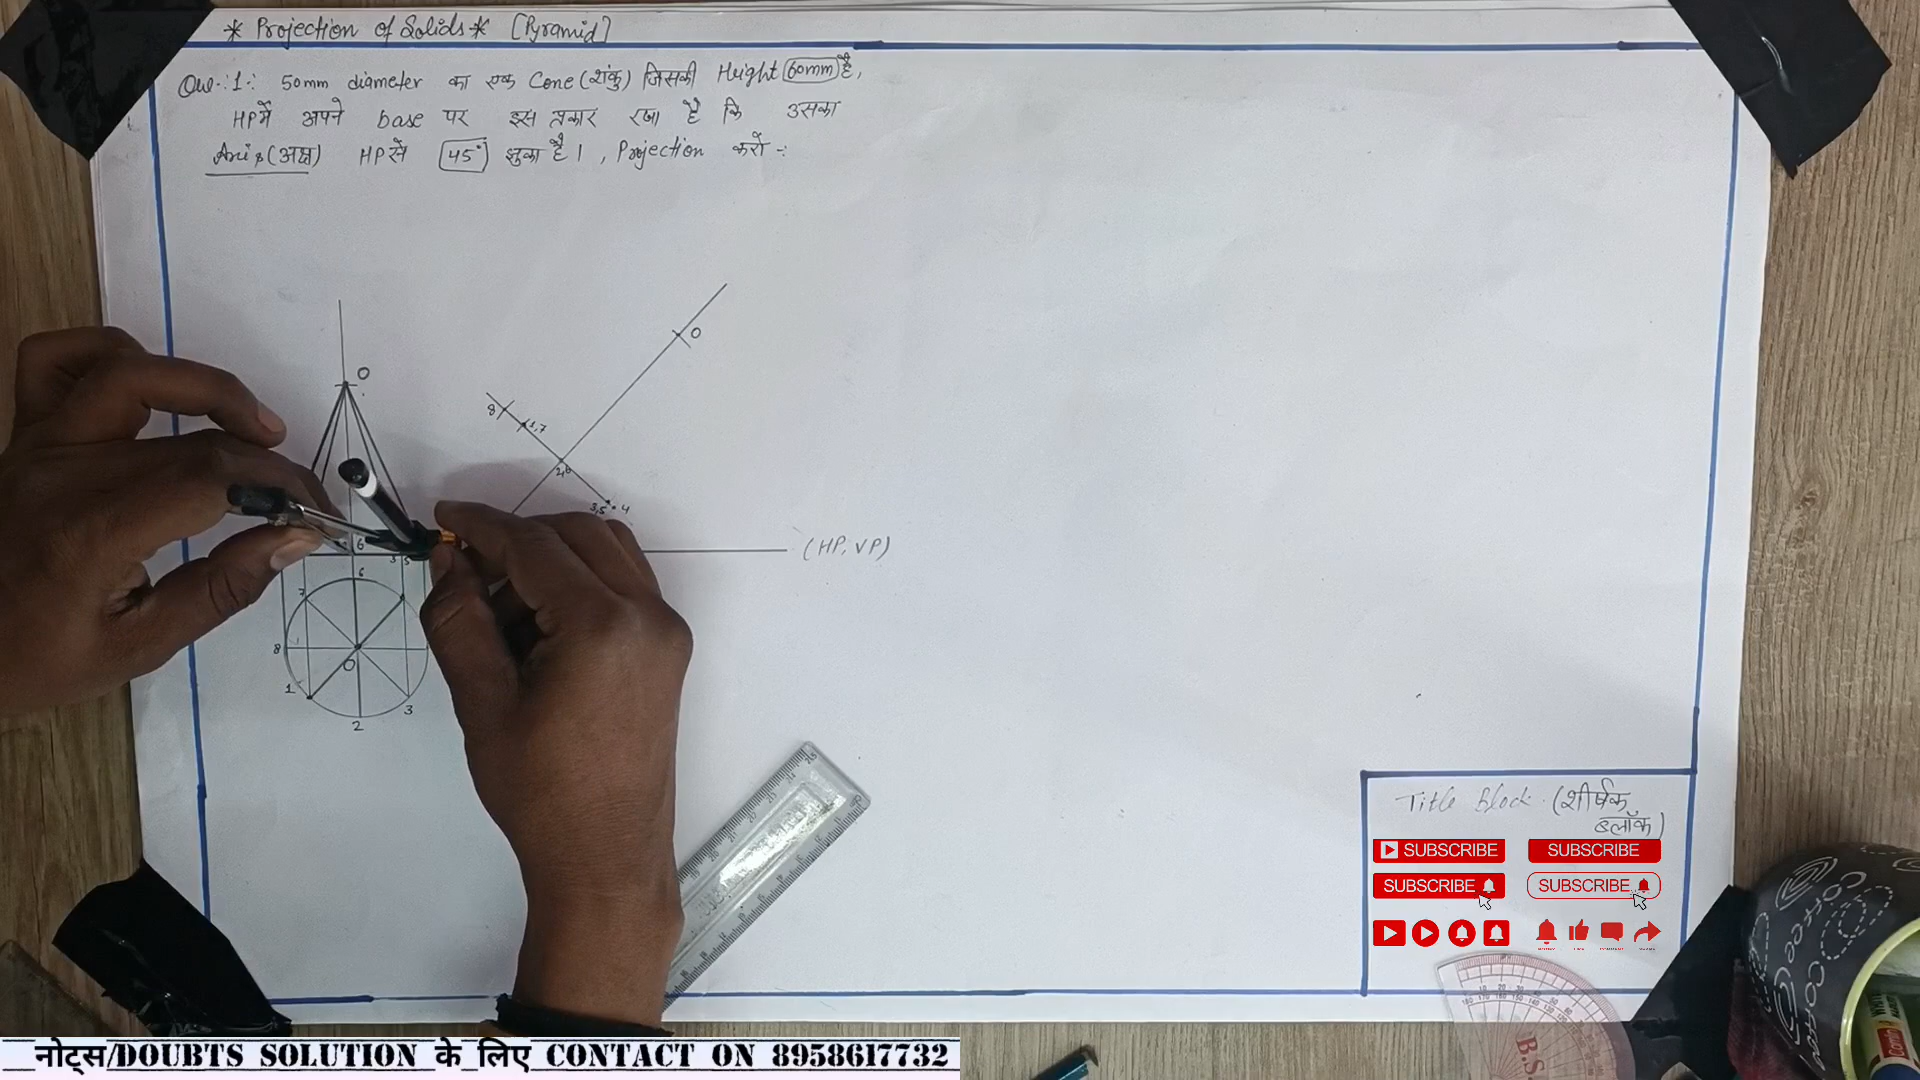 * Projection of Solids * [Pyramid]
Que.:1:- 50mm diameter का एक Cone (शंकु) जिसकी Height 60mm है,
HP में अपने base पर इस प्रकार रखा है कि उसका
Axis (अक्ष) HP से 45° झुका है। , Projection करो -:
O
O
8
1,7
2,6
3,5
4
(HP, VP)
6
3 5
6
7
8
O
1
2
3
Title Block. (शीर्षक
ब्लॉक)
SUBSCRIBE SUBSCRIBE
SUBSCRIBE SUBSCRIBE
नोट्स/DOUBTS SOLUTION के लिए CONTACT ON 8958617732